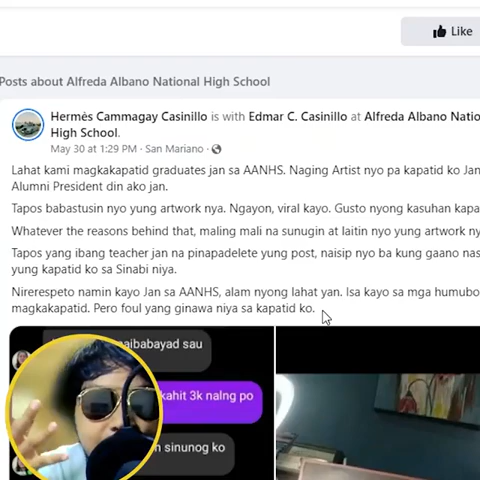 Like
Posts about Alfreda Albano National High School
Hermès Cammagay Casinillo is with Edmar C. Casinillo at Alfreda Albano Natio
High School.
May 30 at 1:29 PM · San Mariano ·
Lahat kami magkakapatid graduates jan sa AANHS. Naging Artist nyo pa kapatid ko Jan
Alumni President din ako jan.
Tapos babastusin nyo yung artwork nya. Ngayon, viral kayo. Gusto nyong kasuhan kapa
Whatever the reasons behind that, maling mali na sunugin at laitin nyo yung artwork ny
Tapos yang ibang teacher jan na pinapadelete yung post, naisip nyo ba kung gaano nas
yung kapatid ko sa Sinabi niya.
Nirerespeto namin kayo Jan sa AANHS, alam nyong lahat yan. Isa kayo sa mga humubo
magkakapatid. Pero foul yang ginawa niya sa kapatid ko.
naibabayad sau
kahit 3k nalng po
sinunog ko